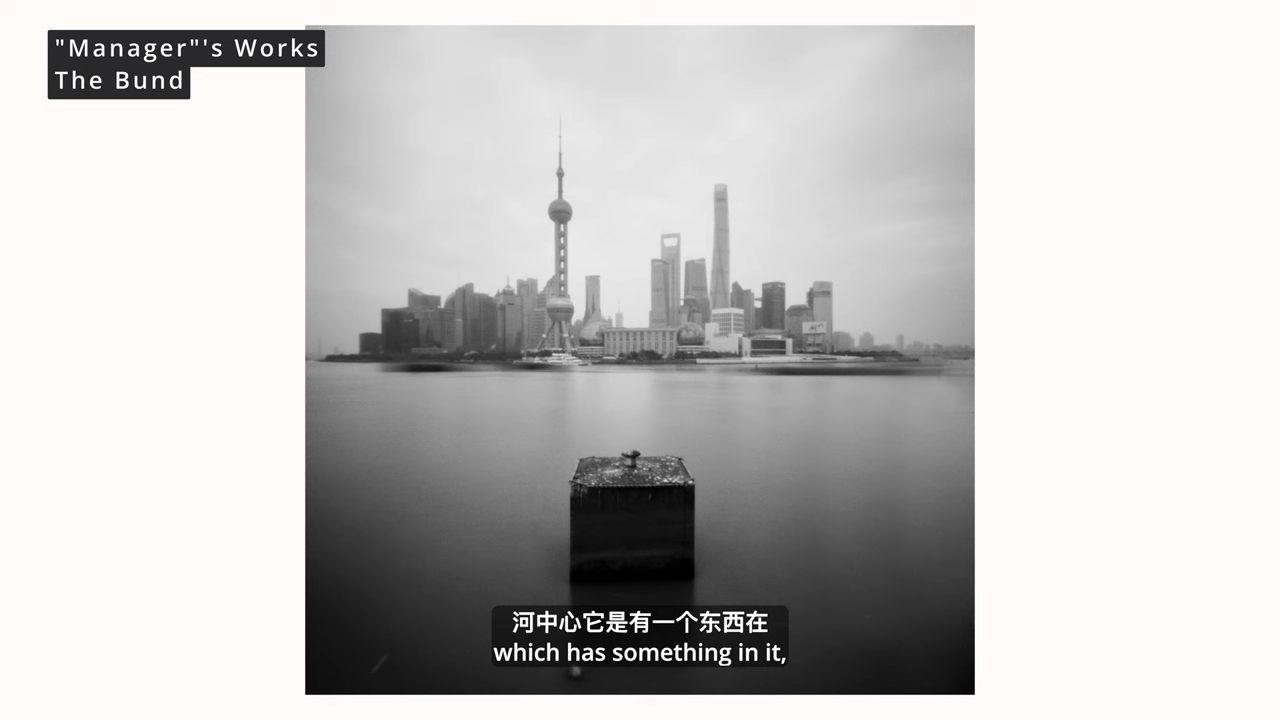 "Manager"'s Works
The Bund
河中心它是有一个东西在
which has something in it,